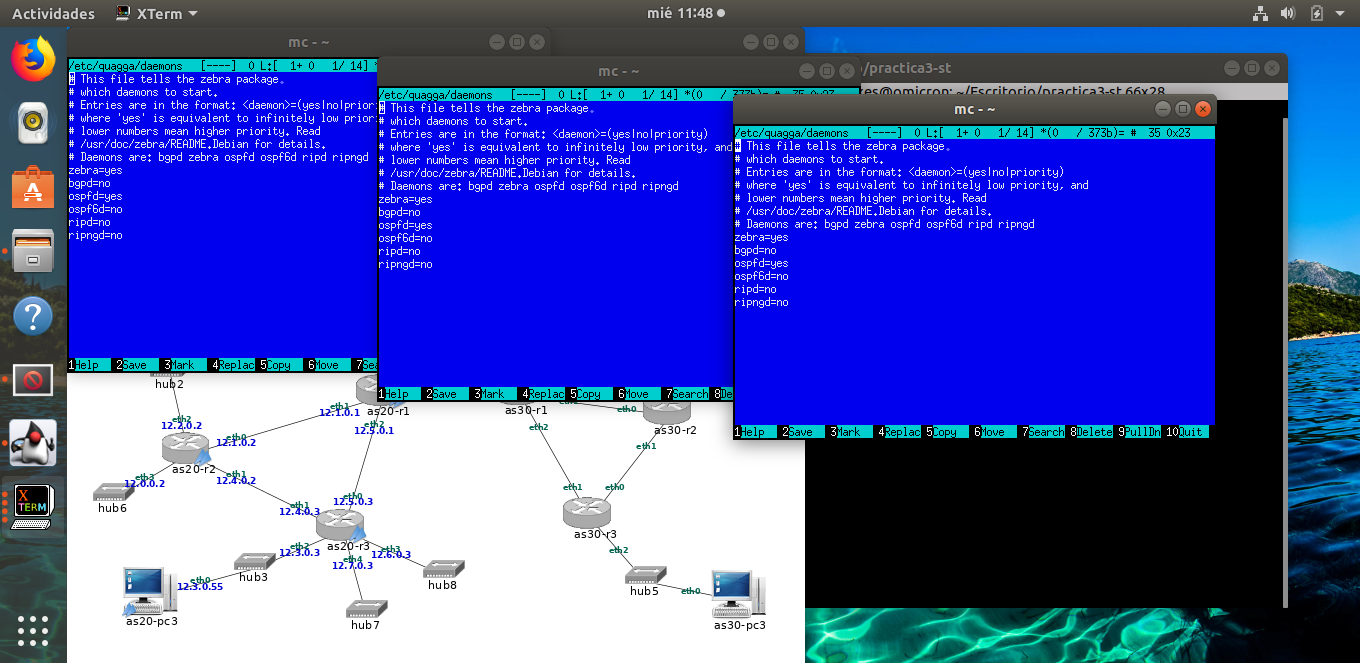 Actividades
XTerm
mié 11:48
mc - ~
/etc/quagga/daemons [----] 0 L:[ 1+ 0 1/ 14] *
# This file tells the zebra package.
# which daemons to start.
# Entries are in the format: <daemon>=(yes|no|priori
# where 'yes' is equivalent to infinitely low prior
# lower numbers mean higher priority. Read
# /usr/doc/zebra/README.Debian for details.
# Daemons are: bgpd zebra ospfd ospf6d ripd ripngd
zebra=yes
bgpd=no
ospfd=yes
ospf6d=no
ripd=no
ripngd=no
1Help 2Save 3Mark 4Replac 5Copy 6Move 7Sea
mc - ~
/etc/quagga/daemons [----] 0 L:[ 1+ 0 1/ 14] *(0 / 373b)= # 35 0x23
# This file tells the zebra package.
# which daemons to start.
# Entries are in the format: <daemon>=(yes|no|priority)
# where 'yes' is equivalent to infinitely low priority, and
# lower numbers mean higher priority. Read
# /usr/doc/zebra/README.Debian for details.
# Daemons are: bgpd zebra ospfd ospf6d ripd ripngd
zebra=yes
bgpd=no
ospfd=yes
ospf6d=no
ripd=no
ripngd=no
1Help 2Save 3Mark 4Replac 5Copy 6Move 7Search 8De
/practica3-st
es@omicron: ~/Escritorio/practica3-st 66x28
mc - ~
/etc/quagga/daemons [----] 0 L:[ 1+ 0 1/ 14] *(0 / 373b)= # 35 0x23
# This file tells the zebra package.
# which daemons to start.
# Entries are in the format: <daemon>=(yes|no|priority)
# where 'yes' is equivalent to infinitely low priority, and
# lower numbers mean higher priority. Read
# /usr/doc/zebra/README.Debian for details.
# Daemons are: bgpd zebra ospfd ospf6d ripd ripngd
zebra=yes
bgpd=no
ospfd=yes
ospf6d=no
ripd=no
ripngd=no
1Help 2Save 3Mark 4Replac 5Copy 6Move 7Search 8Delete 9PullDn 10Quit
X
TERM
hub2
eth2
12.2.0.2
eth0
12.1.0.2
eth1
12.1.0.1
as20-r1
eth2
12.5.0.1
as20-r2
eth3
12.0.0.2
eth1
12.4.0.2
hub6
eth1
12.4.0.3
eth0
12.5.0.3
as20-r3
eth2
12.3.0.3
eth4
12.7.0.3
eth3
12.6.0.3
hub3
hub8
eth0
12.3.0.55
as20-pc3
hub7
as30-r1
eth2
eth0
as30-r2
eth1
eth1
eth0
as30-r3
eth2
hub5
eth0
as30-pc3